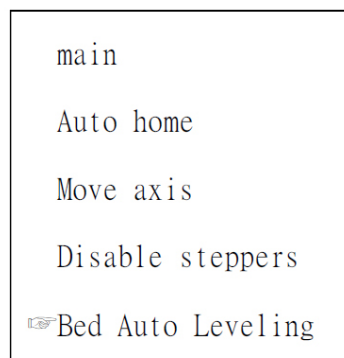 main
Auto home
Move axis
Disable steppers
☞Bed Auto Leveling